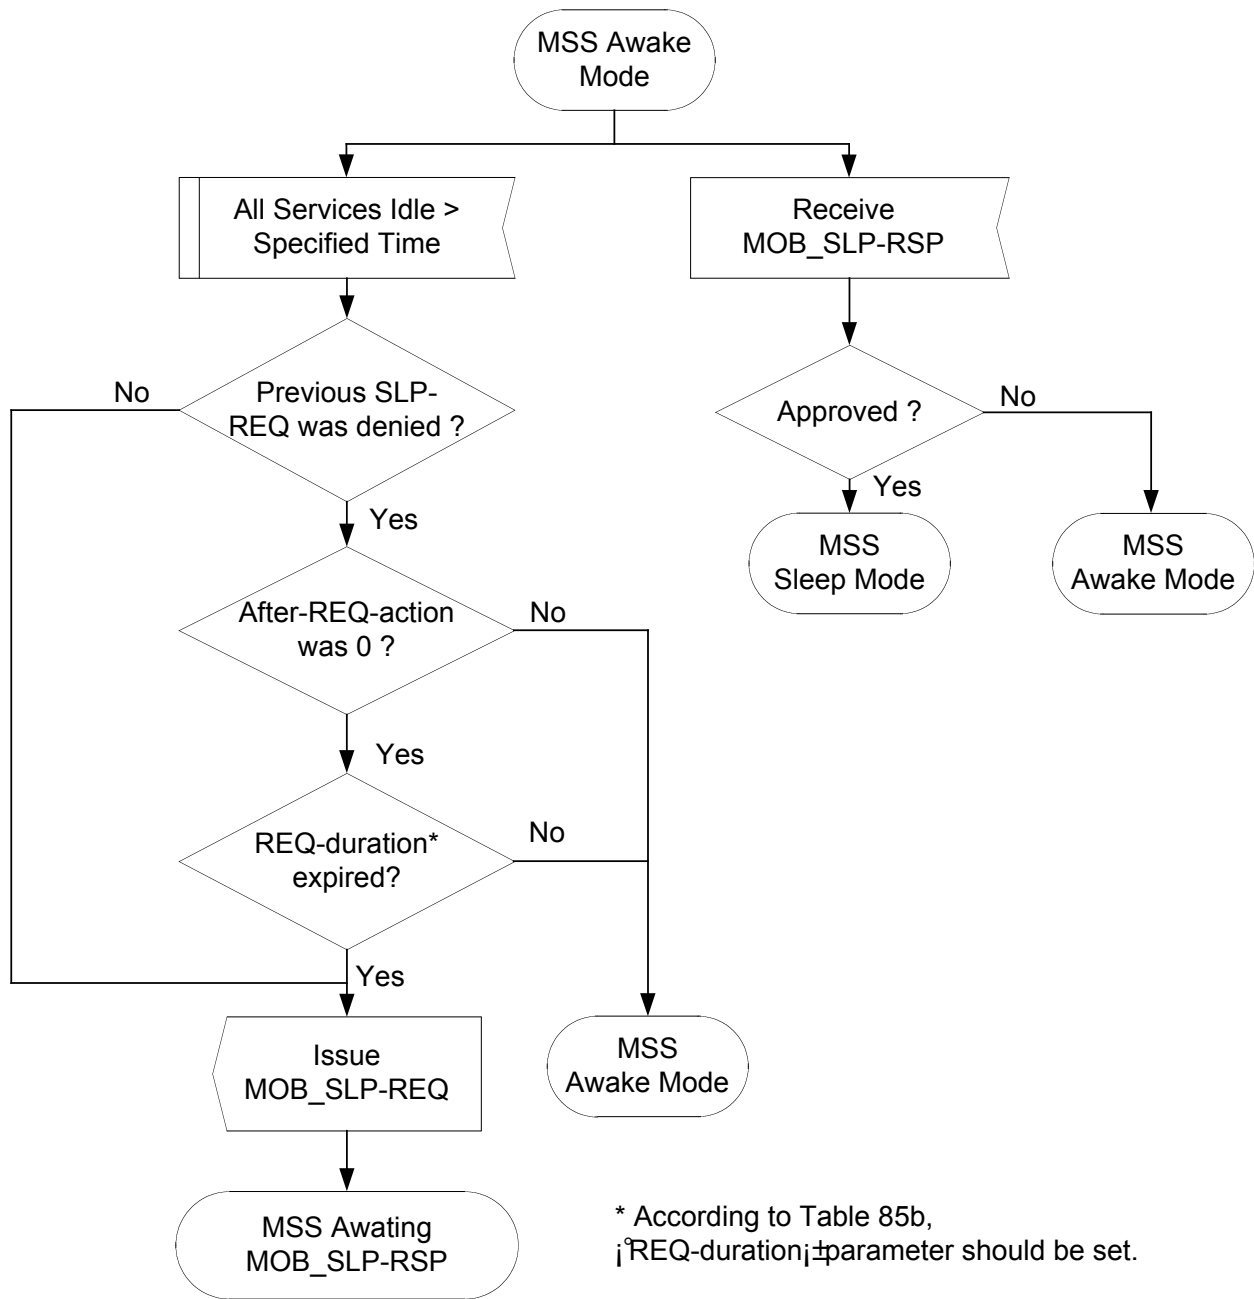 MSS Awake
Mode
All Services Idle >
Specified Time
Receive
MOB_SLP-RSP
No
Previous SLP-
REQ was denied ?
Approved ?
No
Yes
Yes
MSS
Sleep Mode
MSS
Awake Mode
After-REQ-action
was 0 ?
No
Yes
REQ-duration*
expired?
No
Yes
Issue
MOB_SLP-REQ
MSS
Awake Mode
MSS Awating
MOB_SLP-RSP
* According to Table 85b,
¡°REQ-duration¡±parameter should be set.